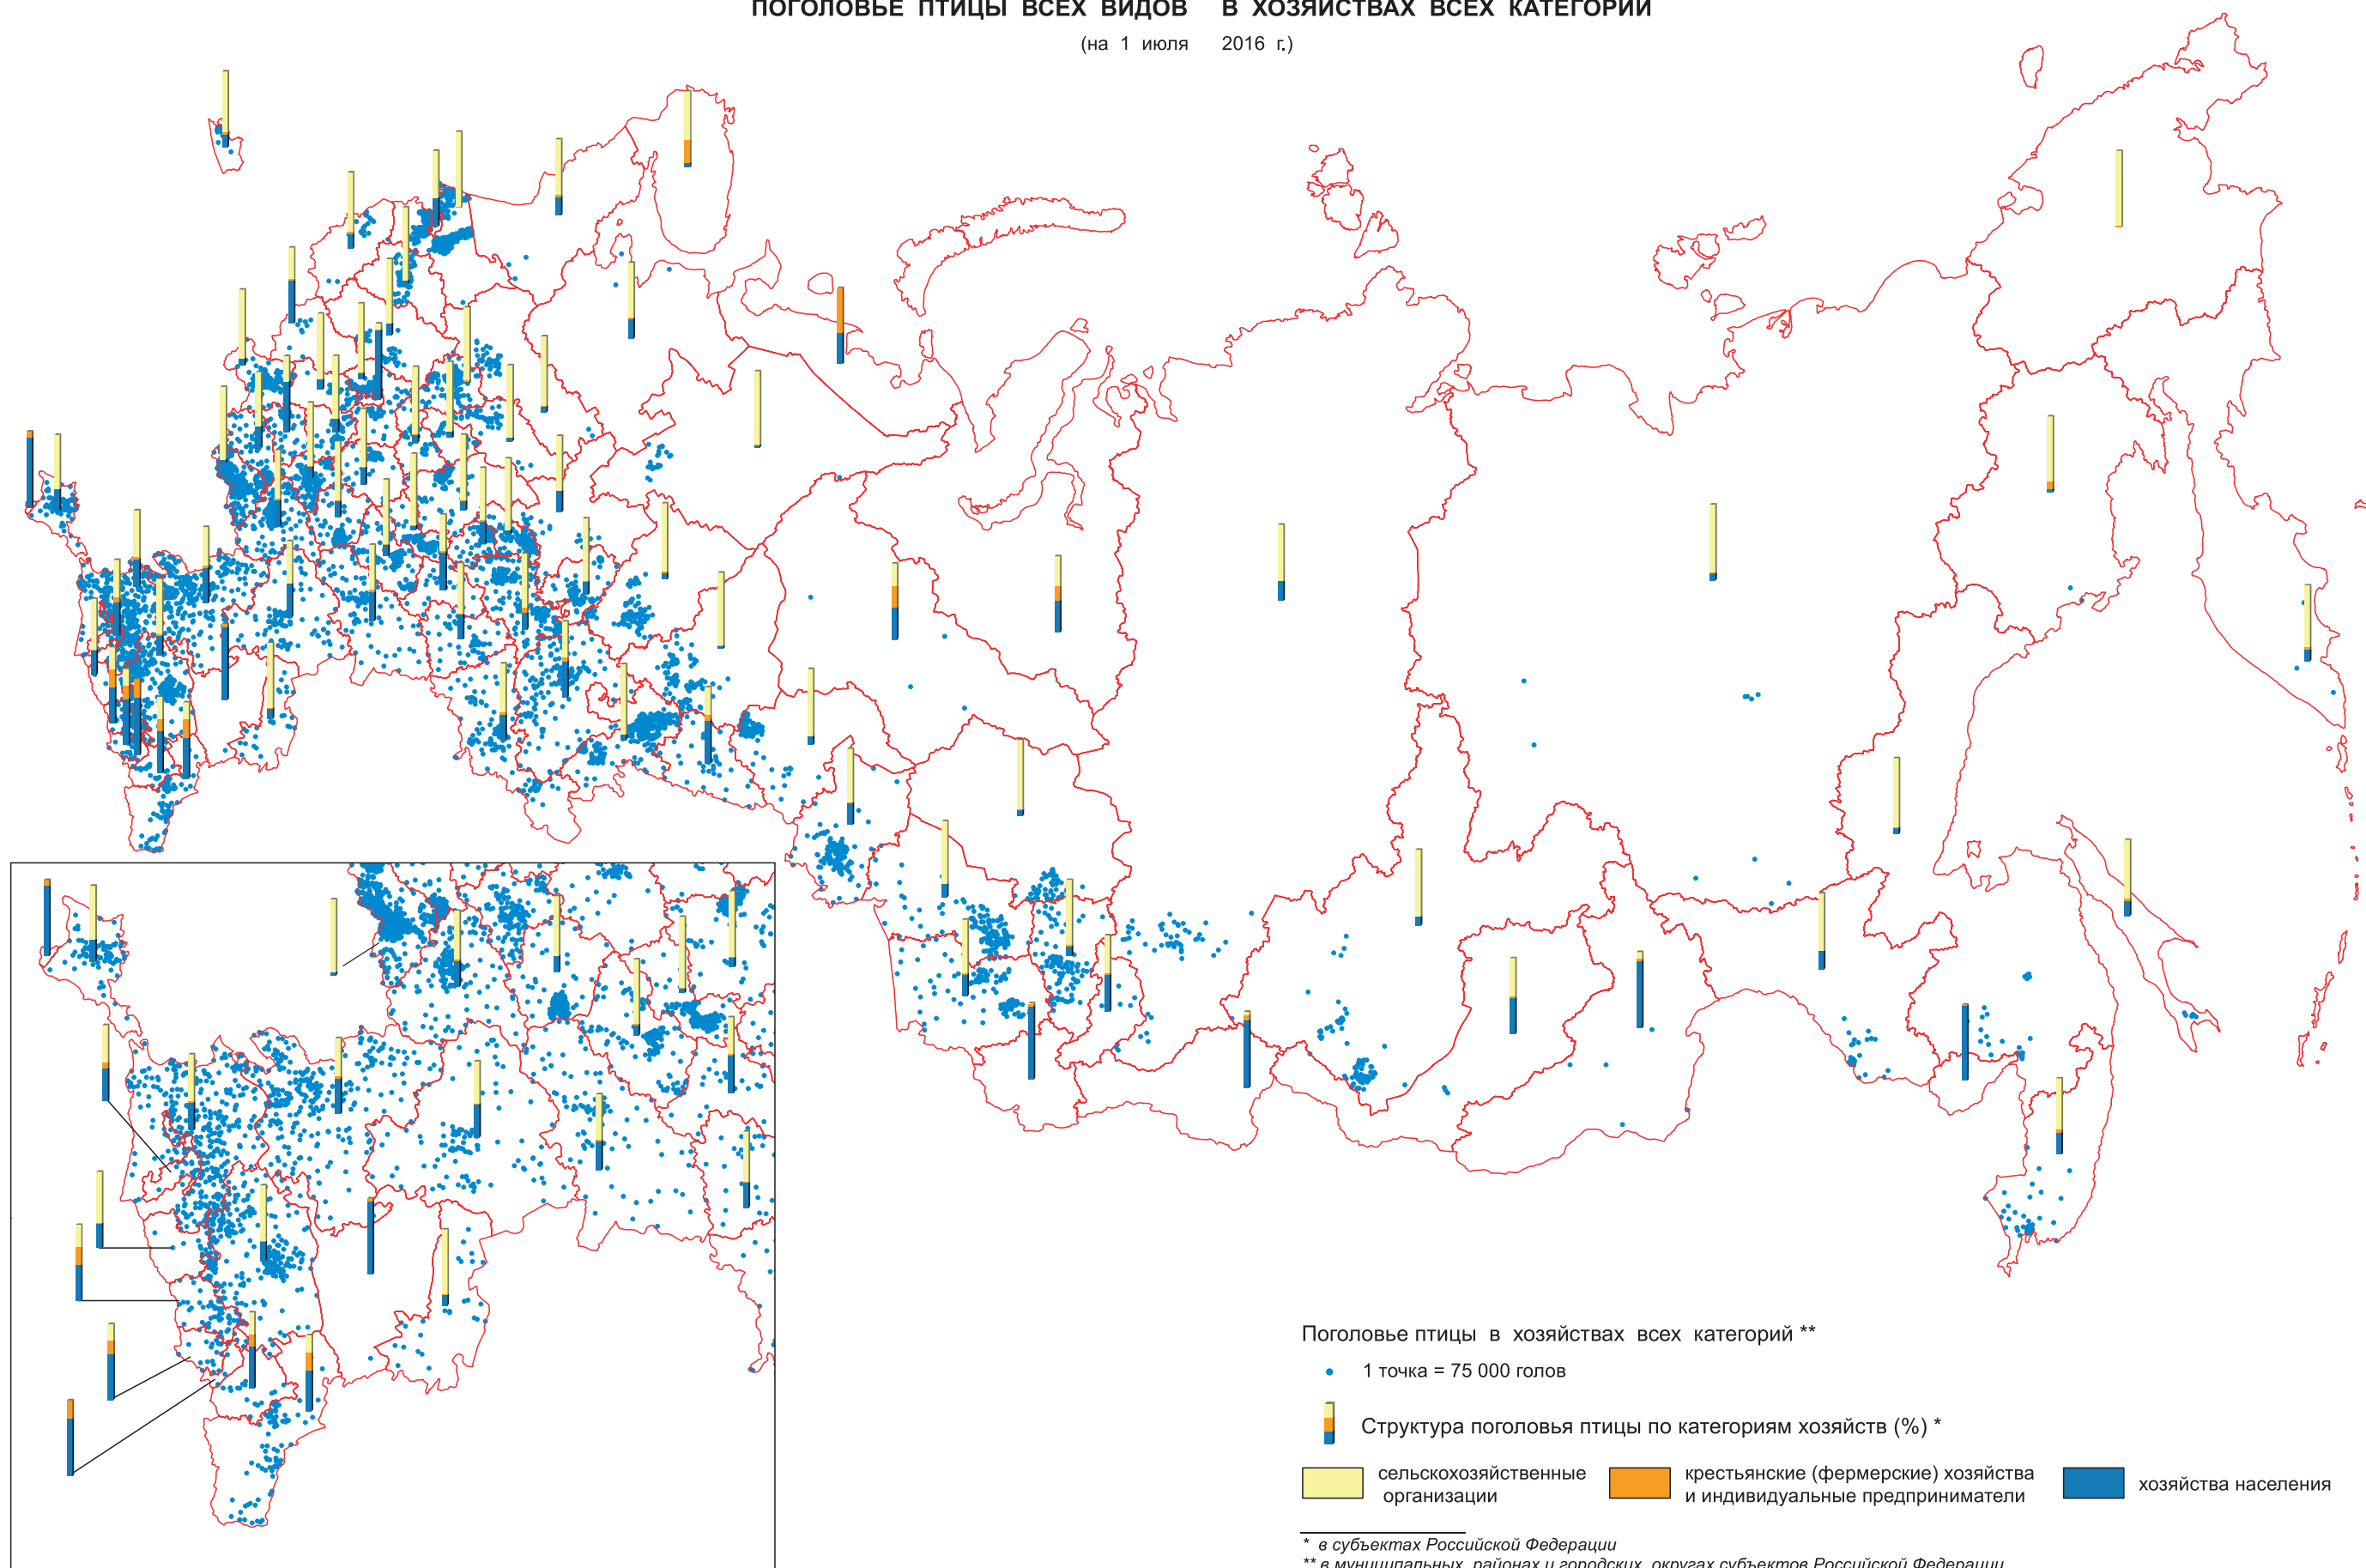 ПОГОЛОВЬЕ ПТИЦЫ ВСЕХ ВИДОВ В ХОЗЯЙСТВАХ ВСЕХ КАТЕГОРИЙ
(на 1 июля 2016 г.)
Поголовье птицы в хозяйствах всех категорий **
1 точка = 75 000 голов
Структура поголовья птицы по категориям хозяйств (%) *
сельскохозяйственные
организации
крестьянские (фермерские) хозяйства
и индивидуальные предприниматели
хозяйства населения
* в субъектах Российской Федерации
** в муниципальных районах и городских округах субъектов Российской Федерации